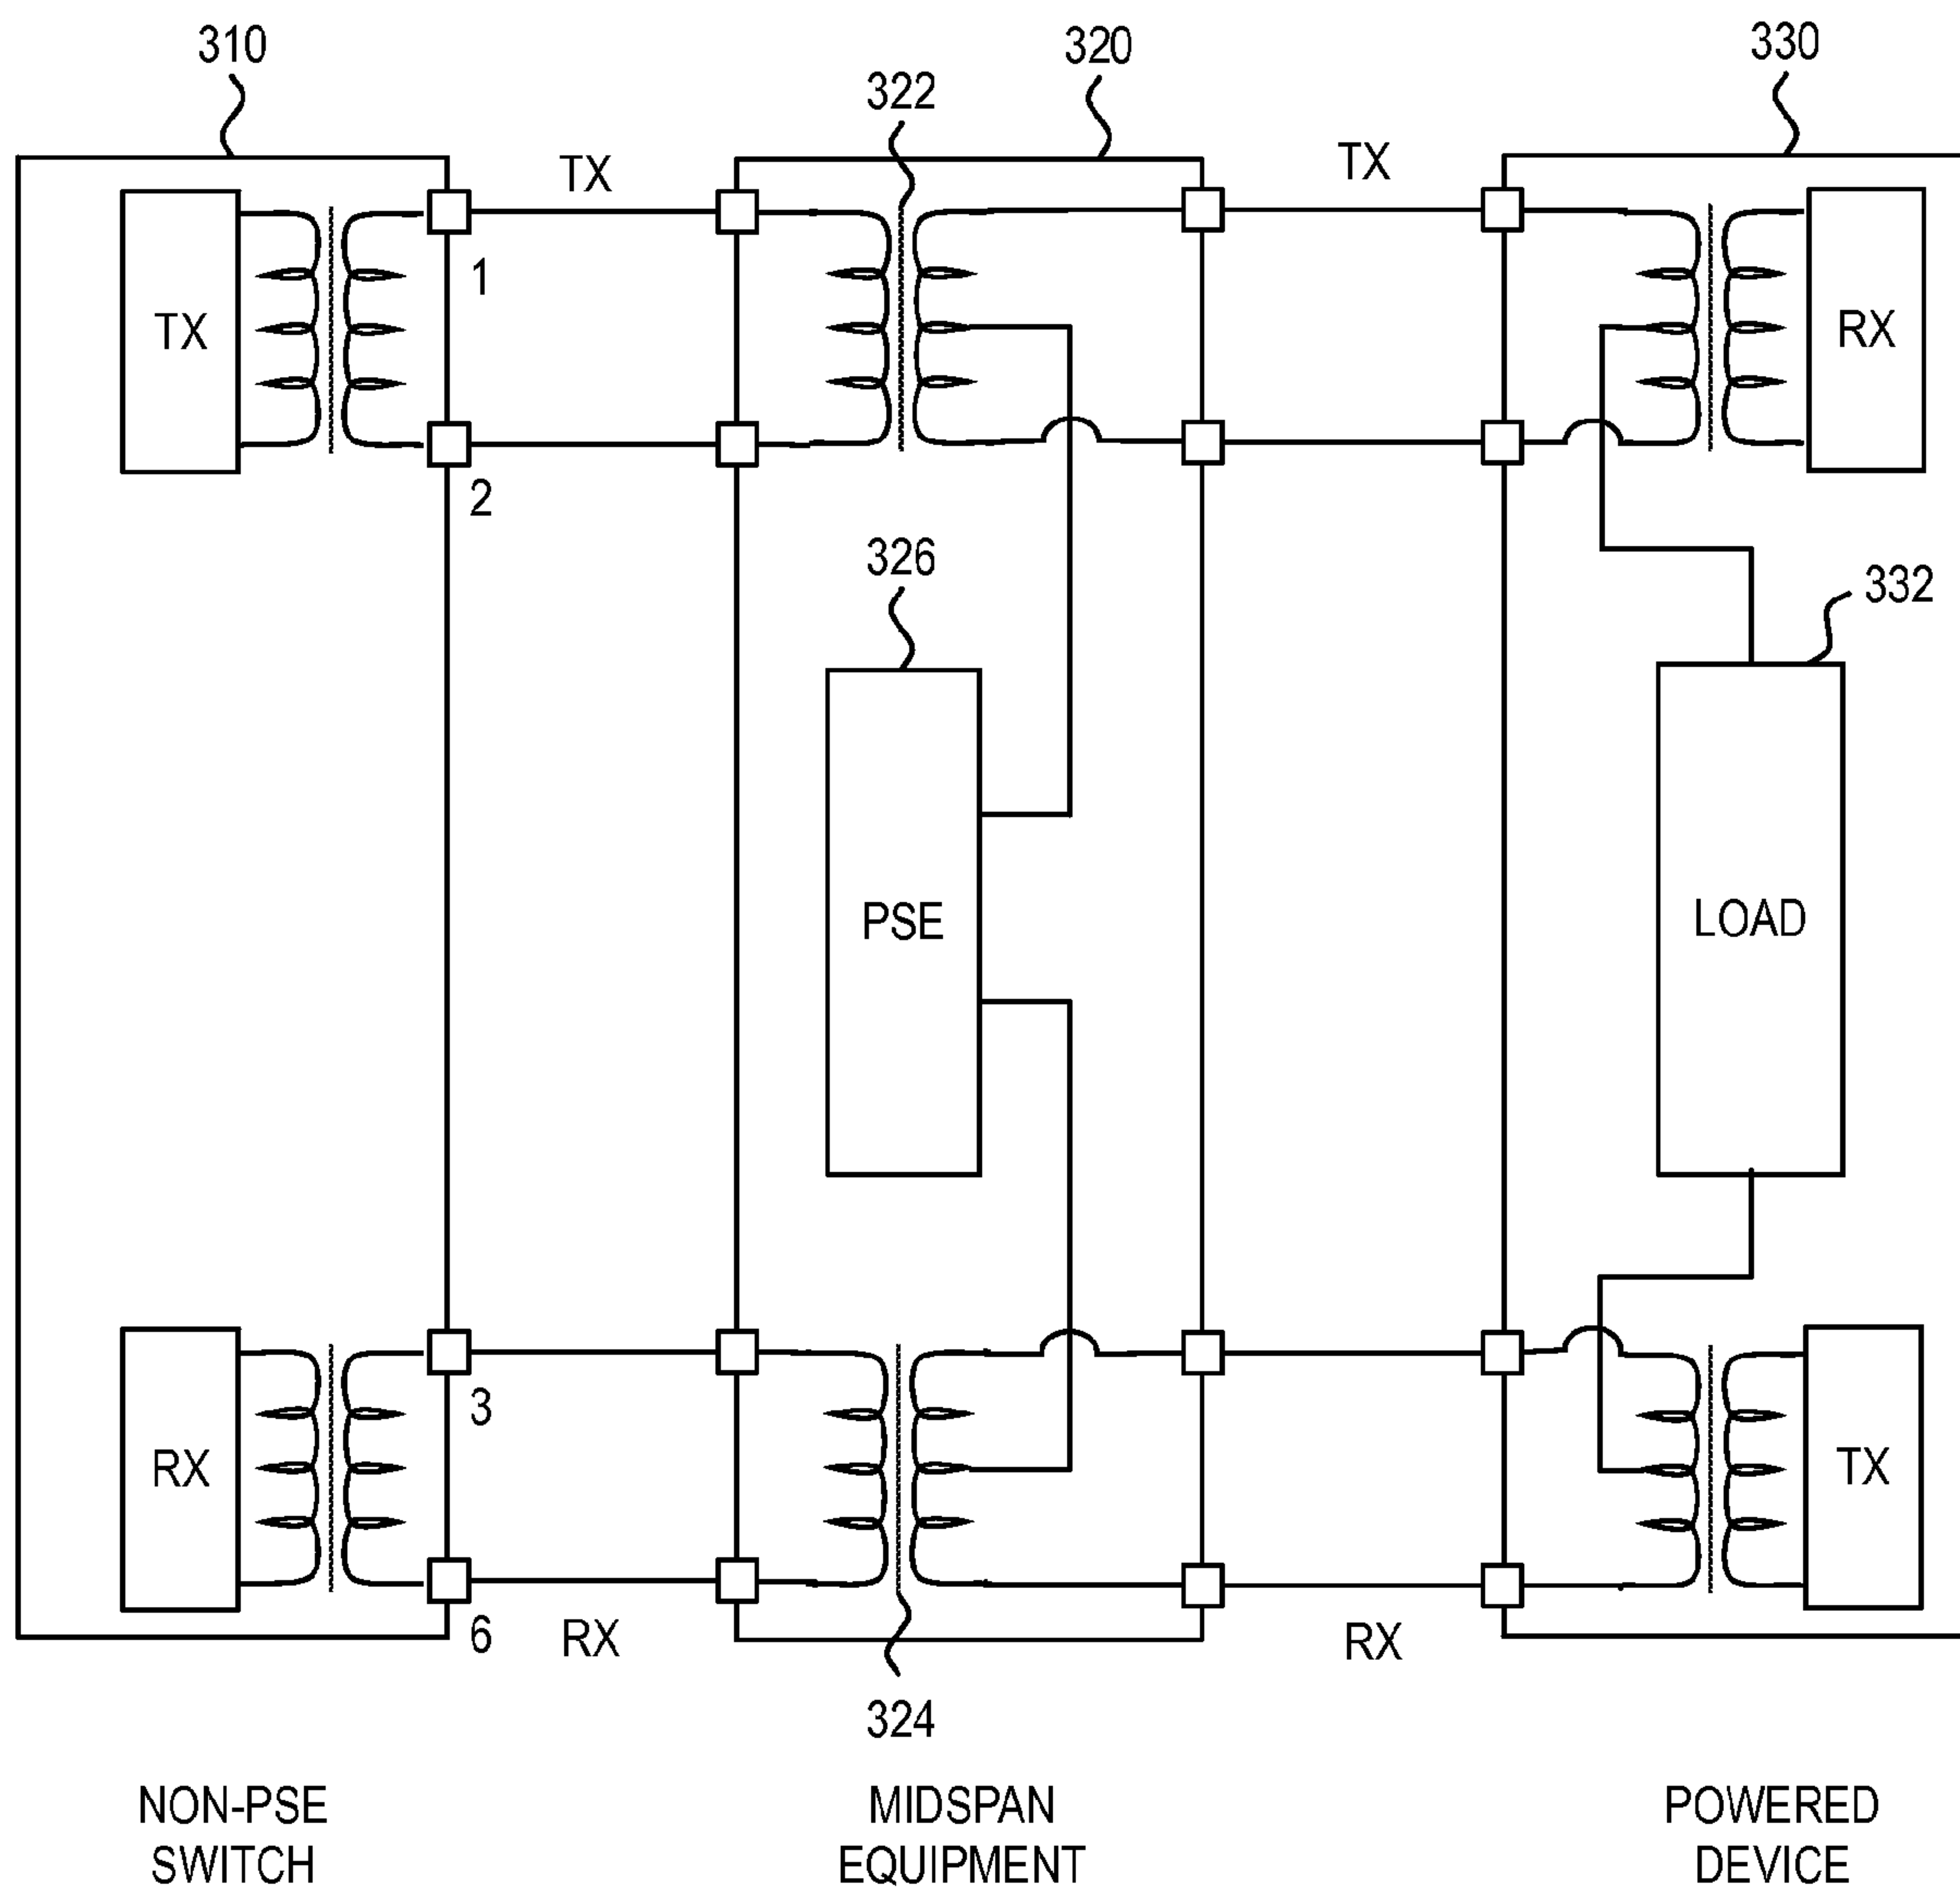 310
320
330
322
TX
TX
TX
1
RX
2
326
332
PSE
LOAD
3
RX
TX
6
RX
RX
324
NON-PSE
SWITCH
MIDSPAN
EQUIPMENT
POWERED
DEVICE